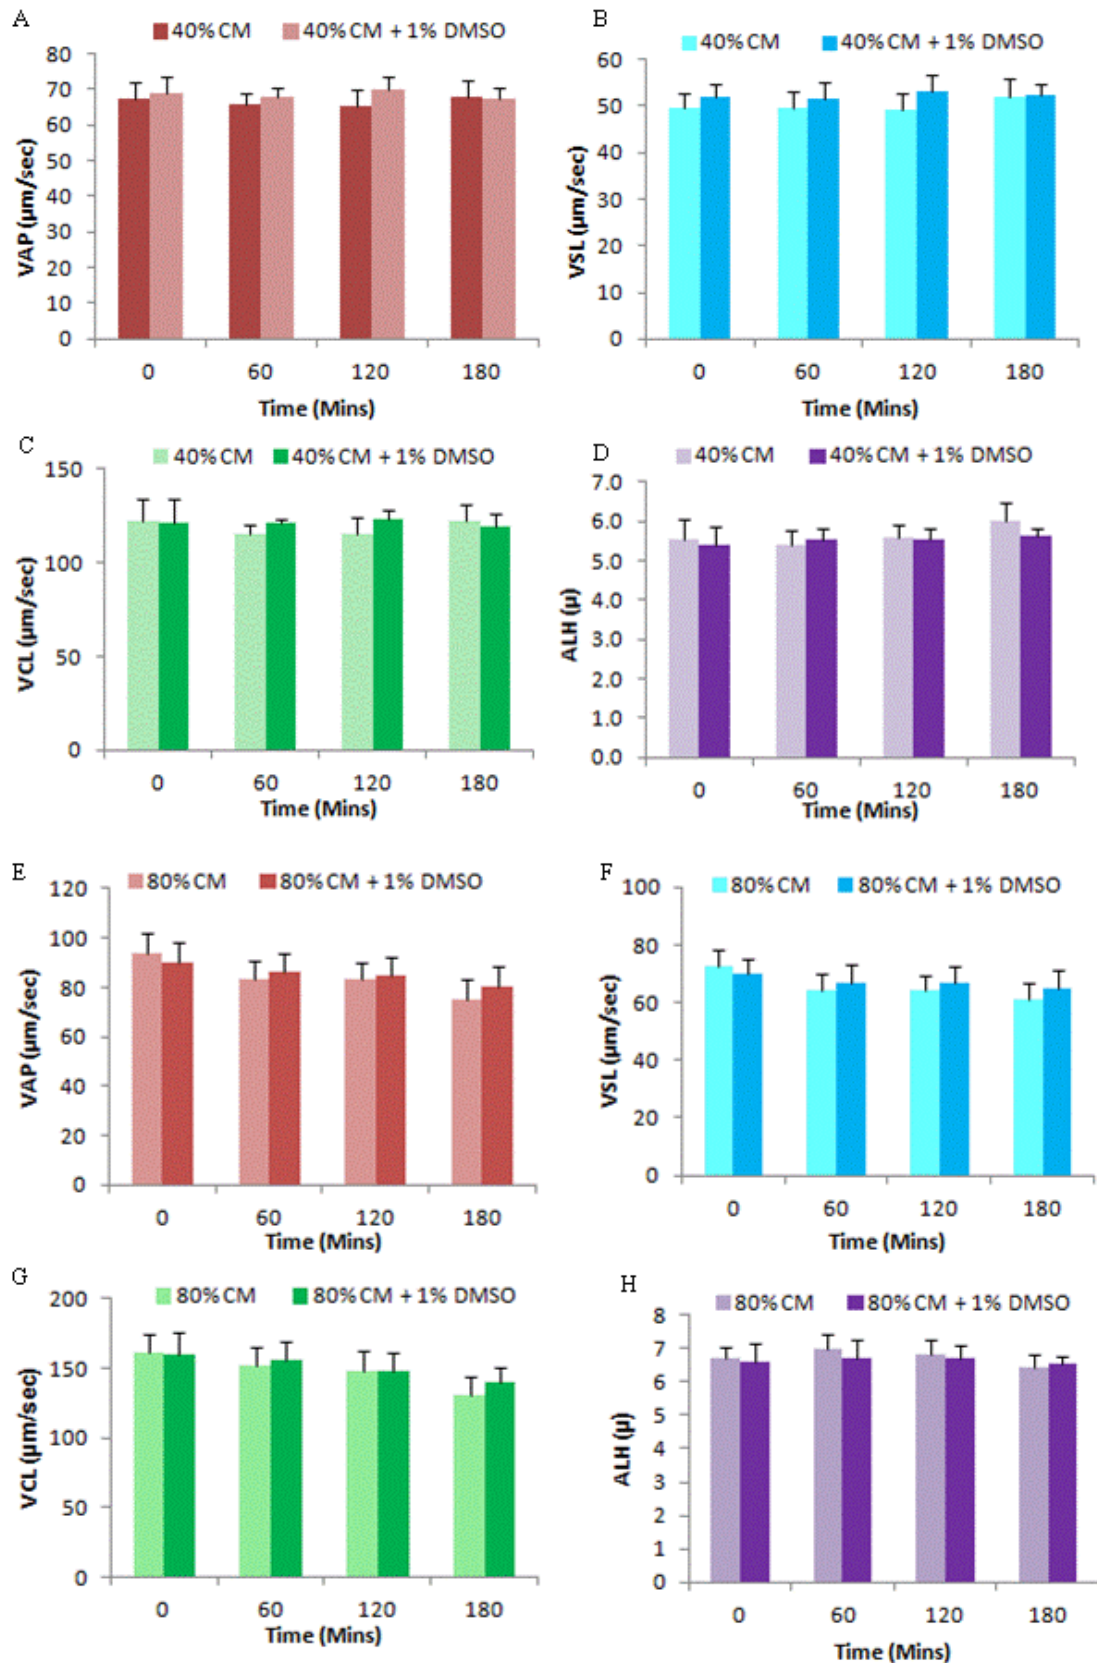 A
40% CM 40% CM + 1% DMSO
80
70
60
50
40
30
20
10
0
VAP (µm/sec)
0 60 120 180
Time (Mins)
B
40% CM 40% CM + 1% DMSO
60
50
40
30
20
10
0
VSL (µm/sec)
0 60 120 180
Time (Mins)
C
40% CM 40% CM + 1% DMSO
150
100
50
0
VCL (µm/sec)
0 60 120 180
Time (Mins)
D
40% CM 40% CM + 1% DMSO
7.0
6.0
5.0
4.0
3.0
2.0
1.0
0.0
ALH (µ)
0 60 120 180
Time (Mins)
E
80% CM 80% CM + 1% DMSO
120
100
80
60
40
20
0
VAP (µm/sec)
0 60 120 180
Time (Mins)
F
80% CM 80% CM + 1% DMSO
100
80
60
40
20
0
VSL (µm/sec)
0 60 120 180
Time (Mins)
G
80% CM 80% CM + 1% DMSO
200
150
100
50
0
VCL (µm/sec)
0 60 120 180
Time (Mins)
H
80% CM 80% CM + 1% DMSO
8
7
6
5
4
3
2
1
0
ALH (µ)
0 60 120 180
Time (Mins)